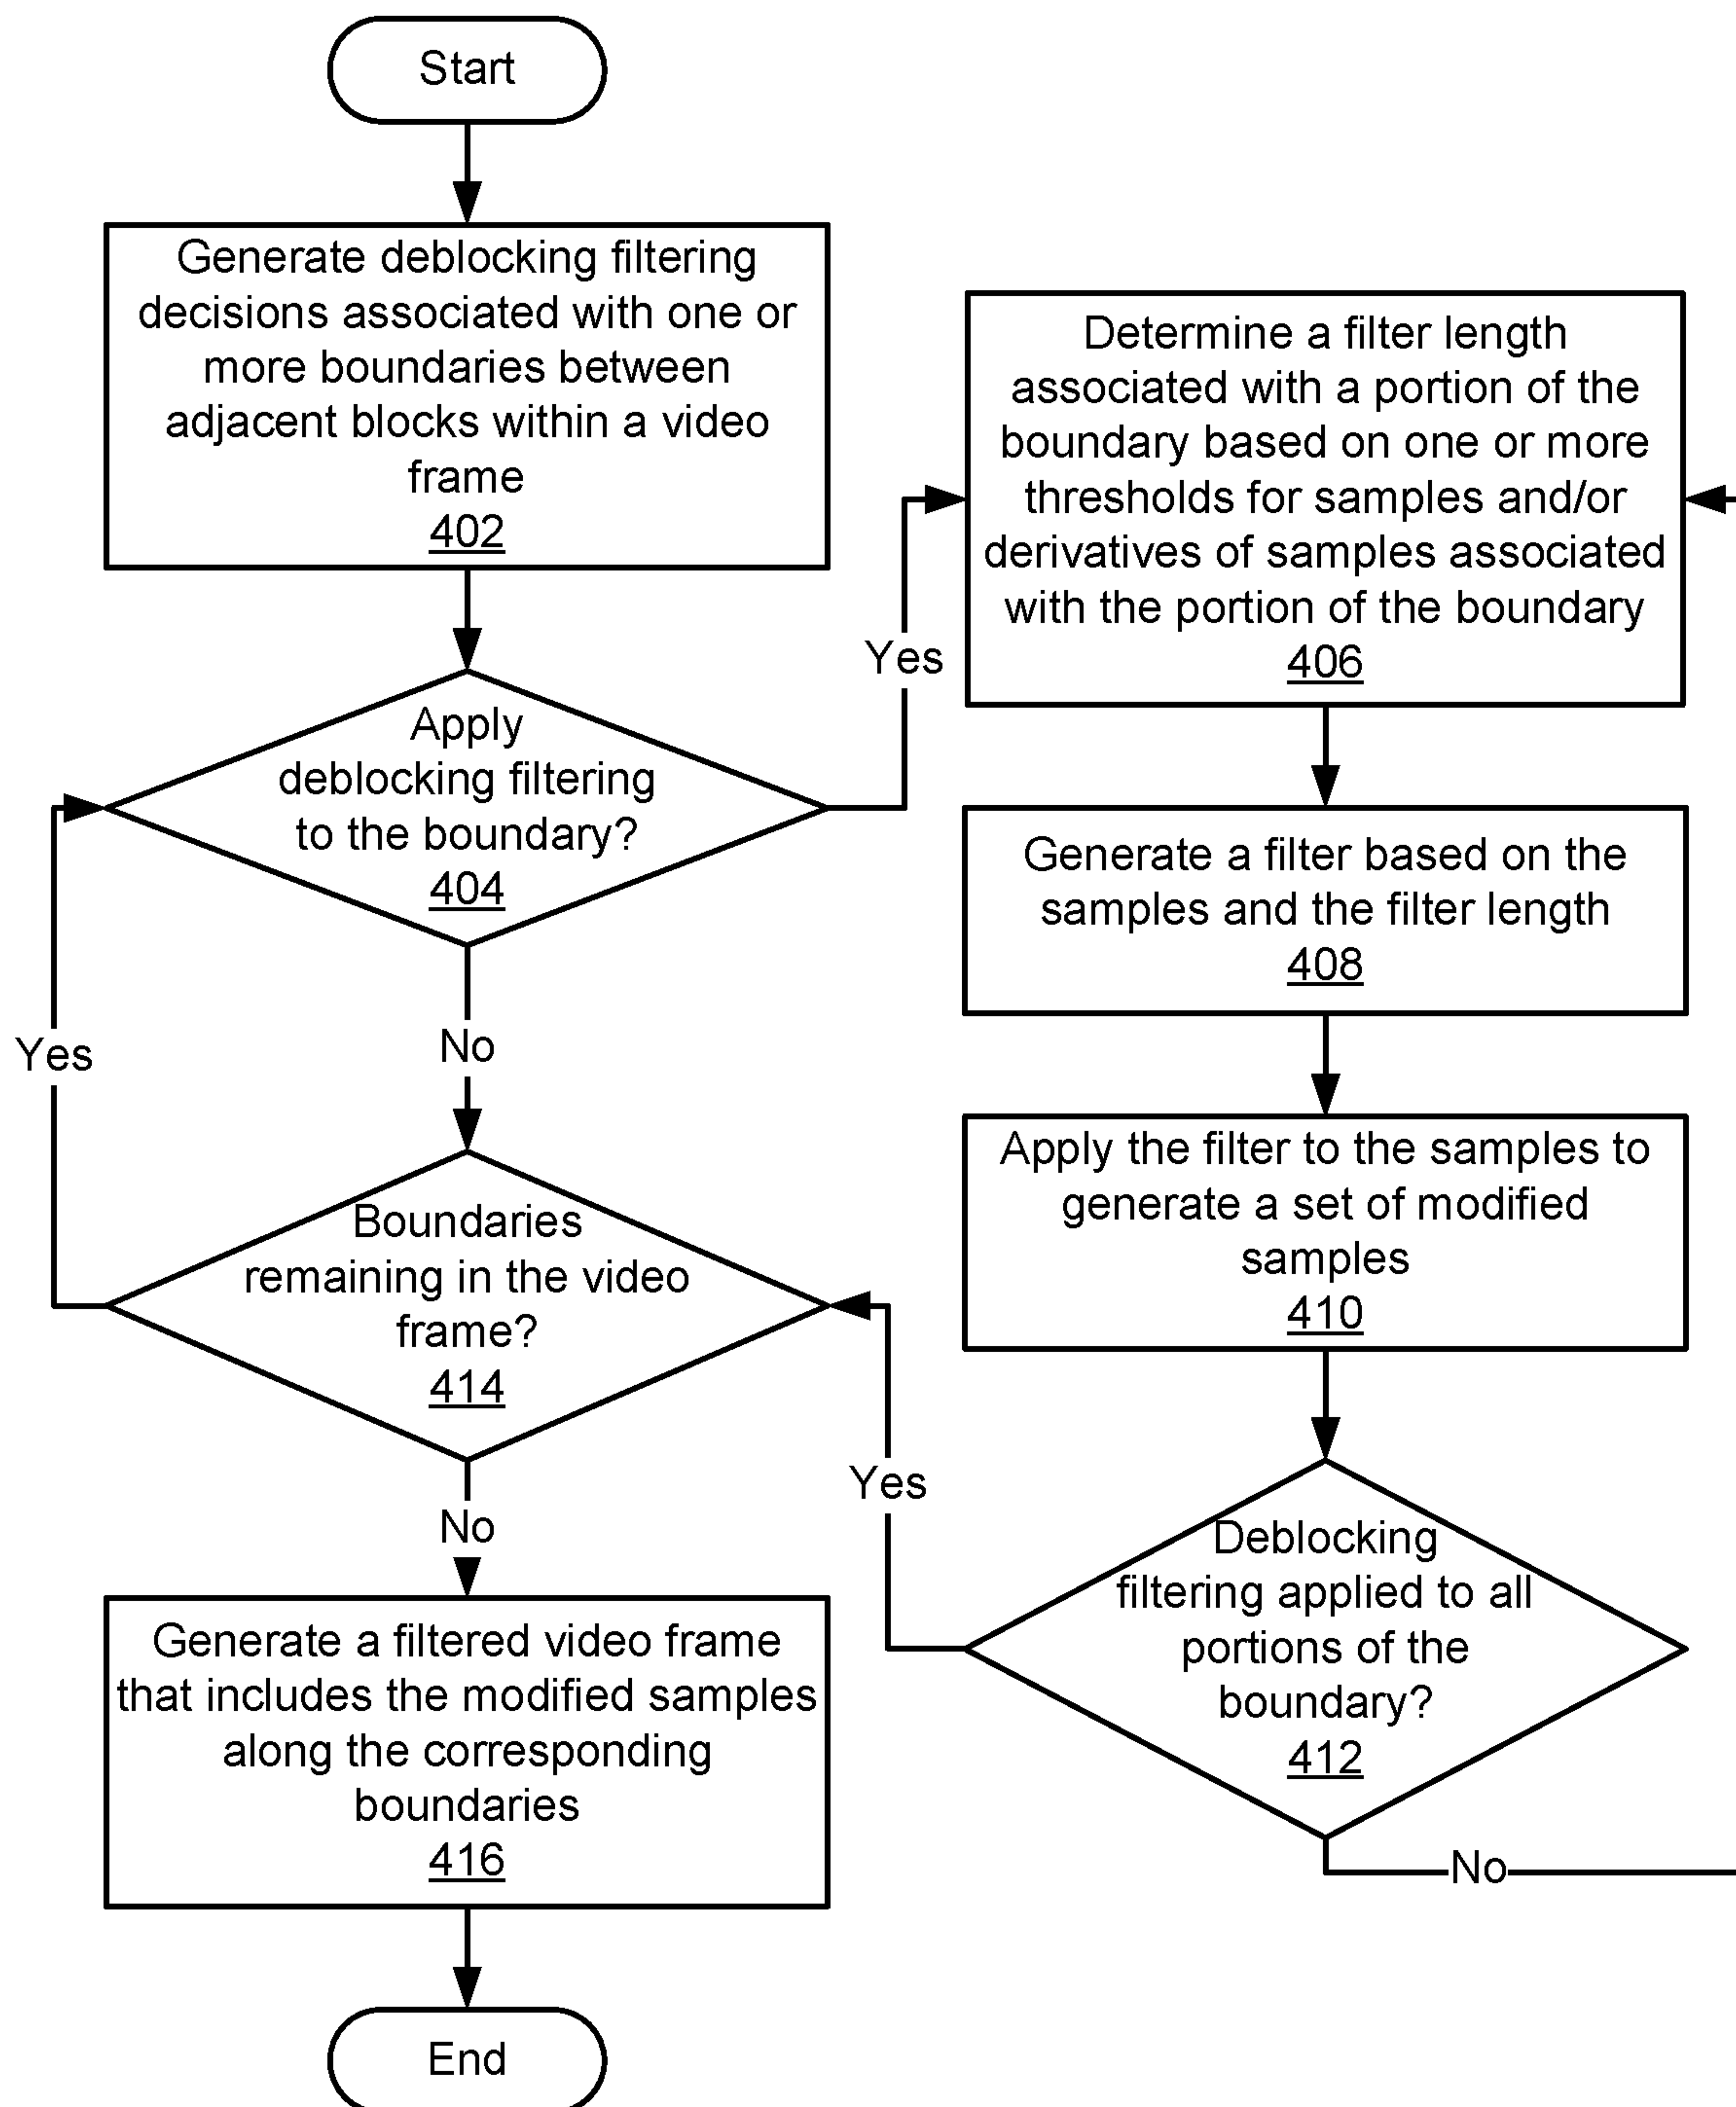 Start
Generate deblocking filtering
decisions associated with one or
more boundaries between
adjacent blocks within a video
frame
402
Apply
deblocking filtering
to the boundary?
404
Yes
No
Yes
Boundaries
remaining in the video
frame?
414
No
Generate a filtered video frame
that includes the modified samples
along the corresponding
boundaries
416
End
Determine a filter length
associated with a portion of the
boundary based on one or more
thresholds for samples and/or
derivatives of samples associated
with the portion of the boundary
406
Generate a filter based on the
samples and the filter length
408
Apply the filter to the samples to
generate a set of modified
samples
410
Deblocking
filtering applied to all
portions of the
boundary?
412
Yes
No